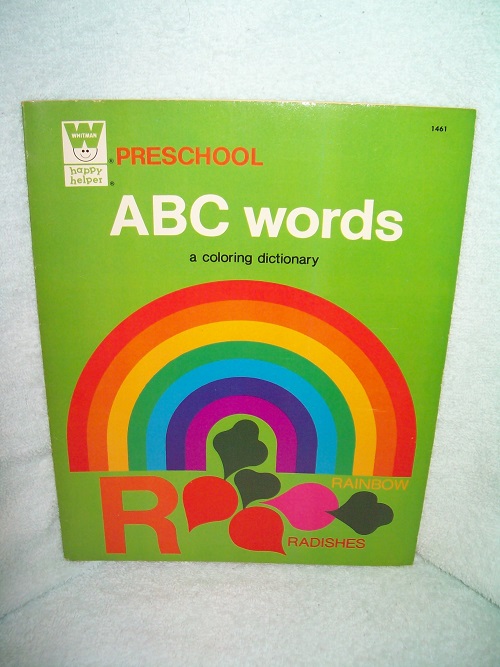 WHITMAN
happy
helper
®
®
1461
PRESCHOOL
ABC words
a coloring dictionary
RAINBOW
R
RADISHES